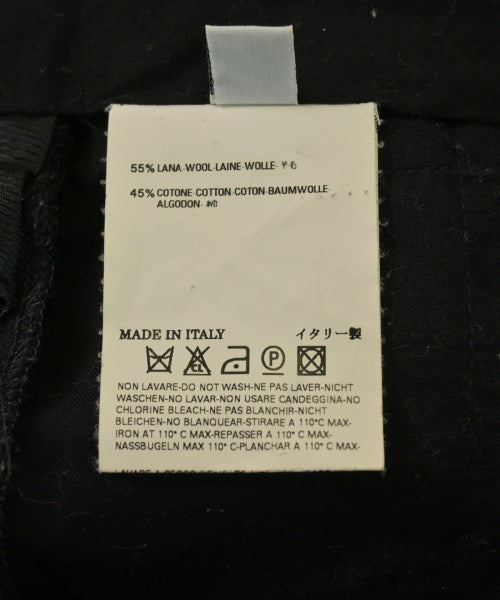 55% LANA-WOOL-LAINE-WOLLE-羊毛
45% COTONE-COTTON-COTON-BAUMWOLLE-
ALGODON-綿
MADE IN ITALY イタリー製
CL P
NON LAVARE-DO NOT WASH-NE PAS LAVER-NICHT
WASCHEN-NO LAVAR-NON USARE CANDEGGINA-NO
CHLORINE BLEACH-NE PAS BLANCHIR-NICHT
BLEICHEN-NO BLANQUEAR-STIRARE A 110° C MAX-
IRON AT 110° C MAX-REPASSER A 110° C MAX-
NASSBUGELN MAX 110° C-PLANCHAR A 110° C MAX-
LAVARE A SECCO